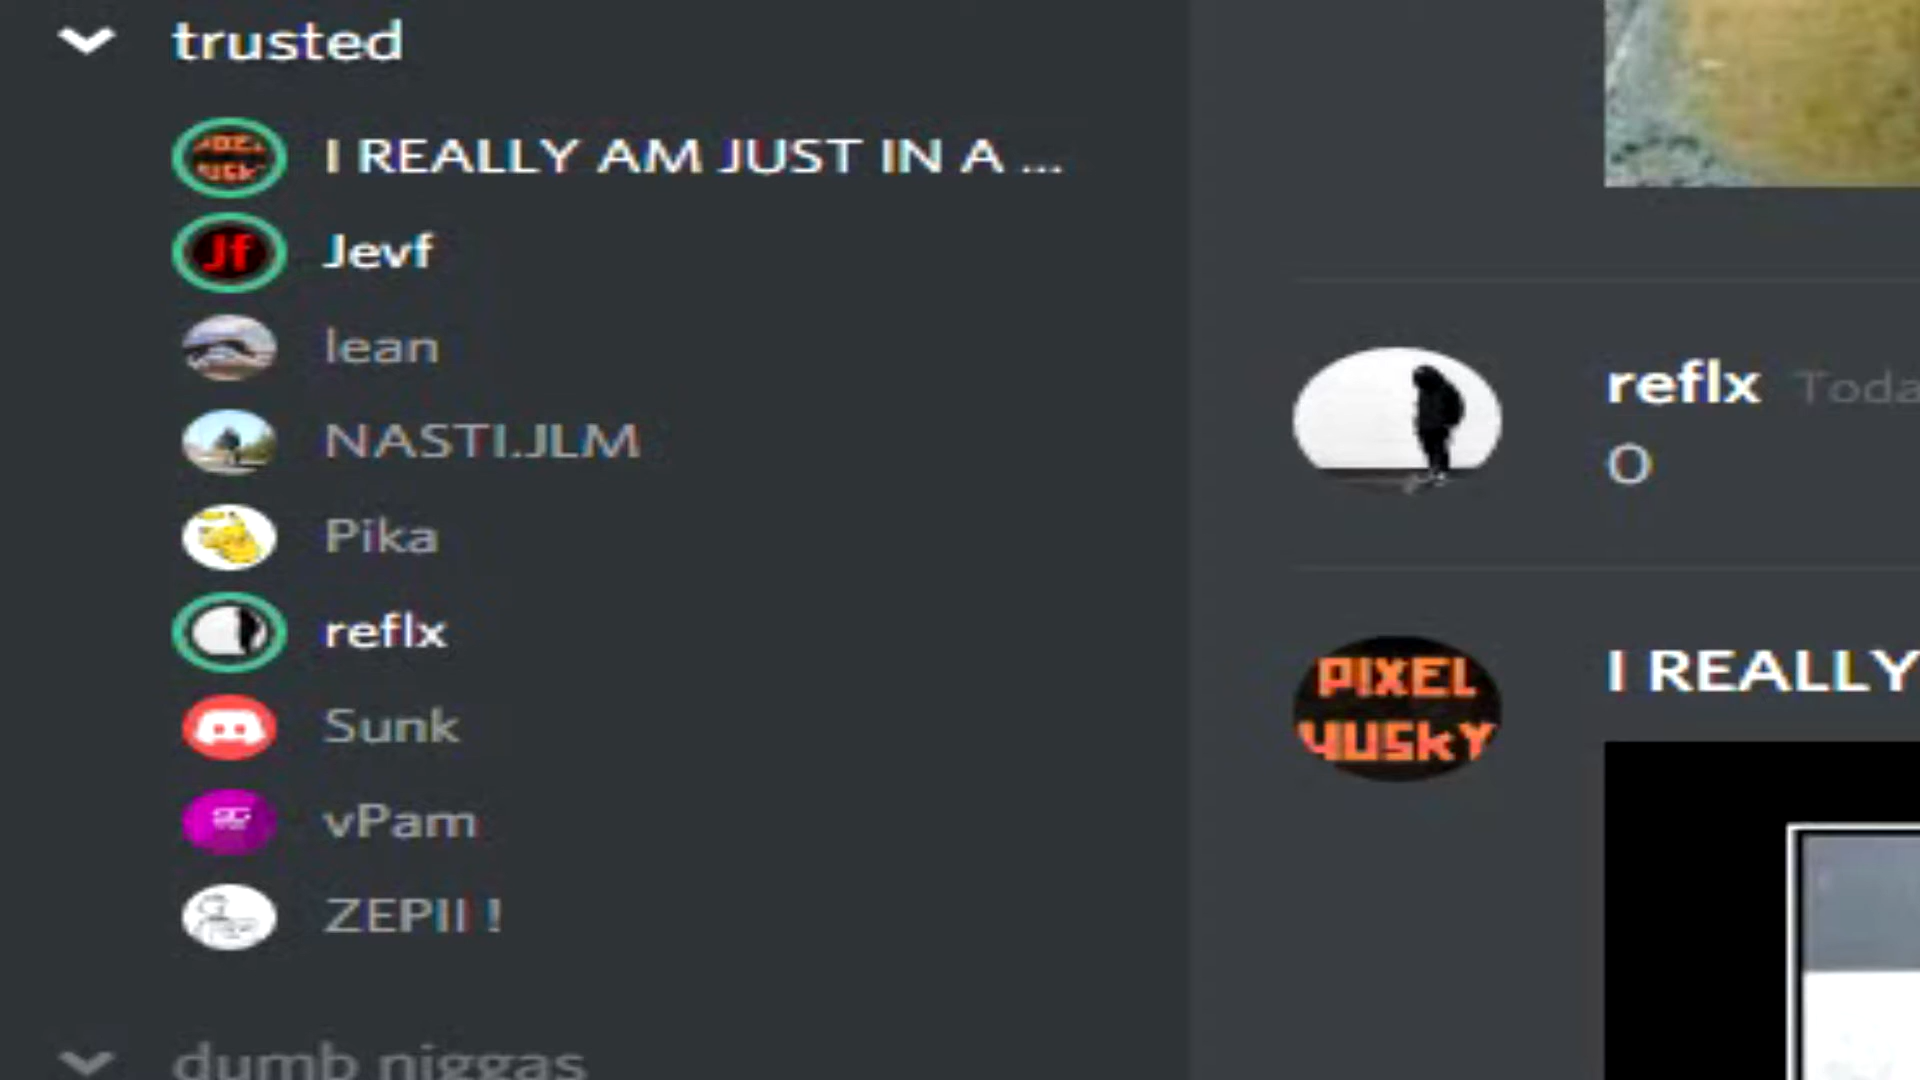 trusted
I REALLY AM JUST IN A ...
Jevf
lean
NASTI.JLM
Pika
reflx
Sunk
vPam
ZEPII !
dumb niggas
reflx Toda
O
PIXEL
YUSKY
I REALLY